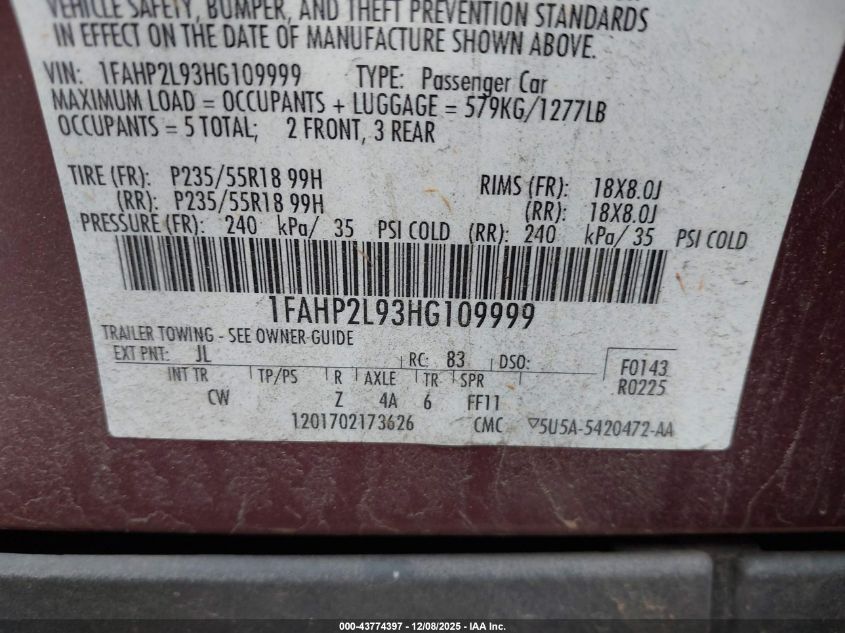 VEHICLE SAFETY, BUMPER, AND THEFT PREVENTION STANDARDS
IN EFFECT ON THE DATE OF MANUFACTURE SHOWN ABOVE.
VIN: 1FAHP2L93HG109999 TYPE: Passenger Car
MAXIMUM LOAD = OCCUPANTS + LUGGAGE = 579KG/1277LB
OCCUPANTS = 5 TOTAL; 2 FRONT, 3 REAR
TIRE (FR): P235/55R18 99H RIMS (FR): 18X8.0J
(RR): P235/55R18 99H (RR): 18X8.0J
PRESSURE (FR): 240 kPa/ 35 PSI COLD (RR): 240 kPa/ 35 PSI COLD
1FAHP2L93HG109999
TRAILER TOWING - SEE OWNER GUIDE
EXT PNT: JL RC: 83 DSO: F0143
R0225
INT TR TP/PS R AXLE TR SPR
CW Z 4A 6 FF11
1201702173626 CMC ▽5U5A-5420472-AA
000-43774397 - 12/08/2025 - IAA Inc.